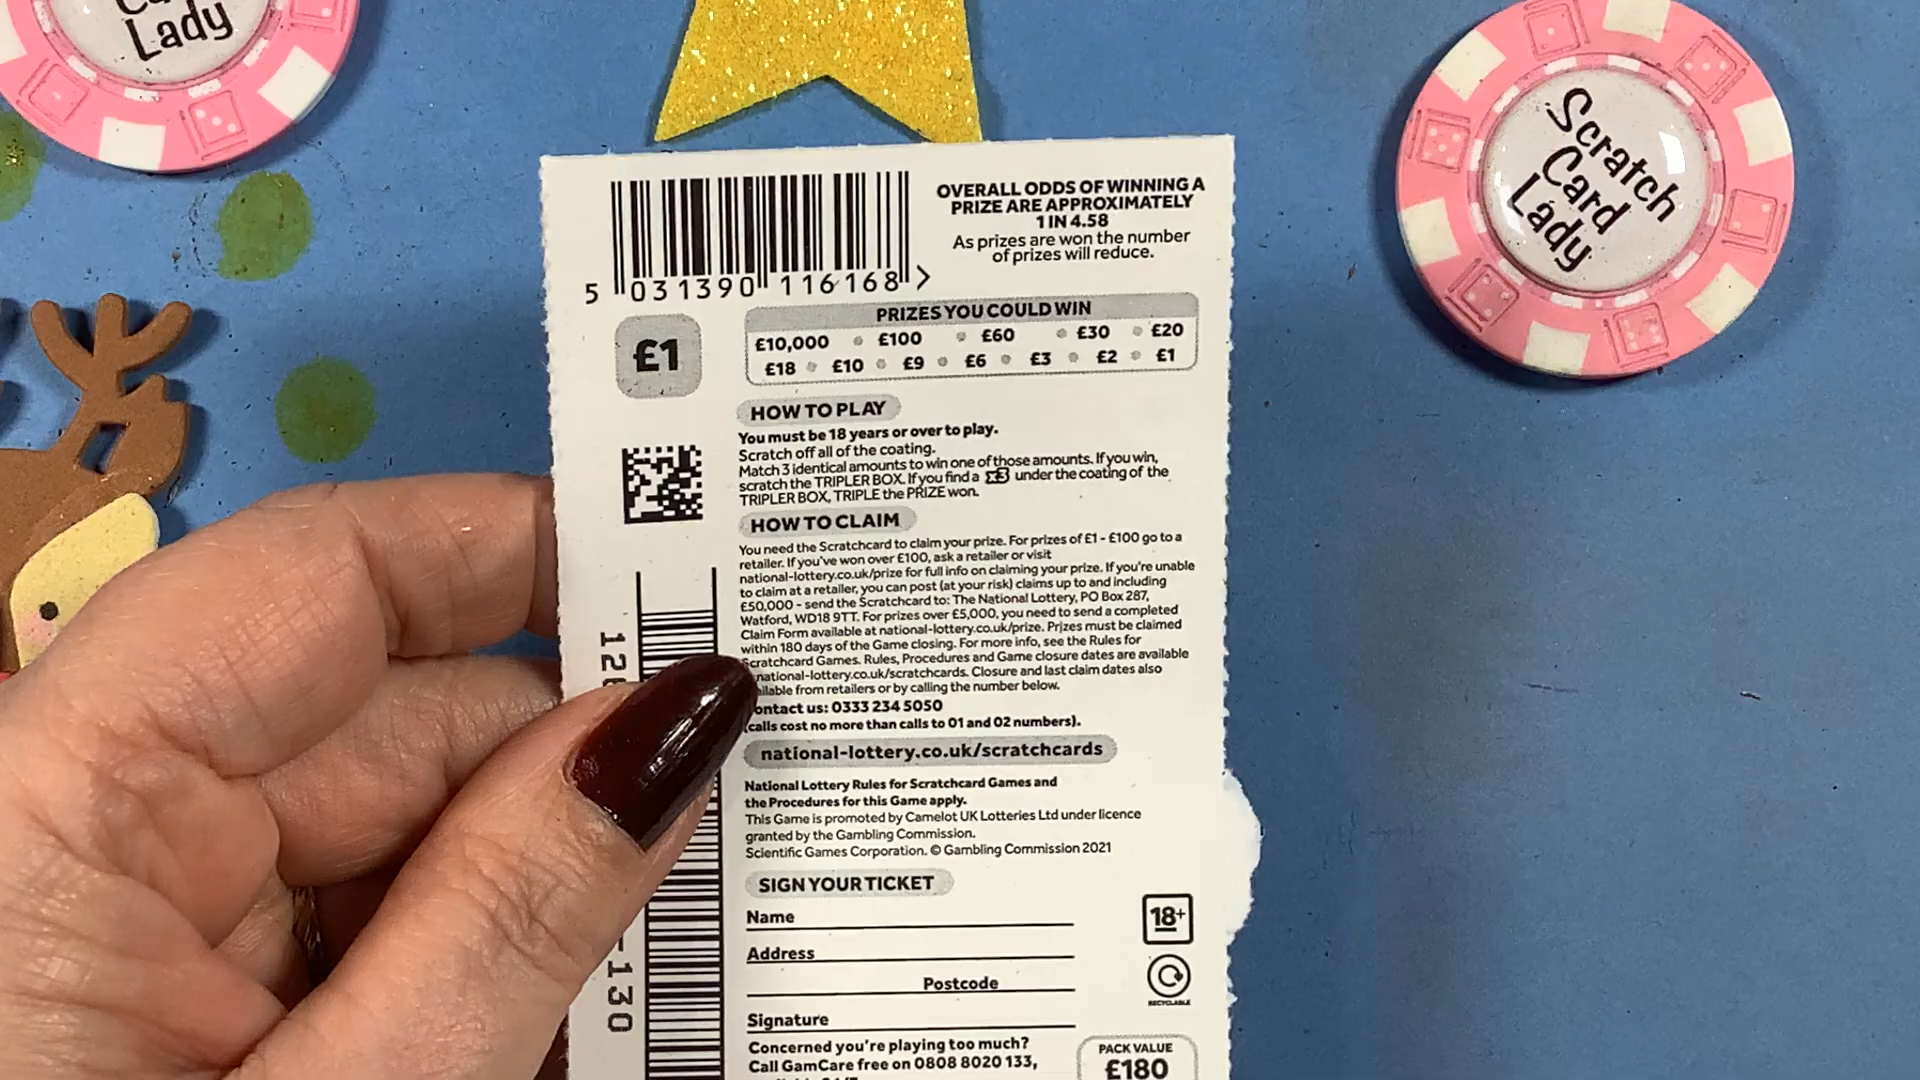 Lady
Scratch
Card
Lady
OVERALL ODDS OF WINNING A
PRIZE ARE APPROXIMATELY
1 IN 4.58
As prizes are won the number
of prizes will reduce.
5 031390 116168 >
£1
PRIZES YOU COULD WIN
£10,000 £100 £60 £30 £20
£18 £10 £9 £6 £3 £2 £1
HOW TO PLAY
You must be 18 years or over to play.
Scratch off all of the coating.
Match 3 identical amounts to win one of those amounts. If you win,
scratch the TRIPLER BOX. If you find a x3 under the coating of the
TRIPLER BOX, TRIPLE the PRIZE won.
HOW TO CLAIM
You need the Scratchcard to claim your prize. For prizes of £1 - £100 go to a
retailer. If you've won over £100, ask a retailer or visit
national-lottery.co.uk/prize for full info on claiming your prize. If you're unable
to claim at a retailer, you can post (at your risk) claims up to and including
£50,000 - send the Scratchcard to: The National Lottery, PO Box 287,
Watford, WD18 9TT. For prizes over £5,000, you need to send a completed
Claim Form available at national-lottery.co.uk/prize. Prizes must be claimed
within 180 days of the Game closing. For more info, see the Rules for
Scratchcard Games. Rules, Procedures and Game closure dates are available
national-lottery.co.uk/scratchcards. Closure and last claim dates also
ilable from retailers or by calling the number below.
ontact us: 0333 234 5050
(calls cost no more than calls to 01 and 02 numbers).
national-lottery.co.uk/scratchcards
National Lottery Rules for Scratchcard Games and
the Procedures for this Game apply.
This Game is promoted by Camelot UK Lotteries Ltd under licence
granted by the Gambling Commission.
Scientific Games Corporation. © Gambling Commission 2021
SIGN YOUR TICKET
Name
Address
Postcode
Signature
18+
RECYCLABLE
Concerned you're playing too much?
Call GamCare free on 0808 8020 133,
PACK VALUE
£180
-130